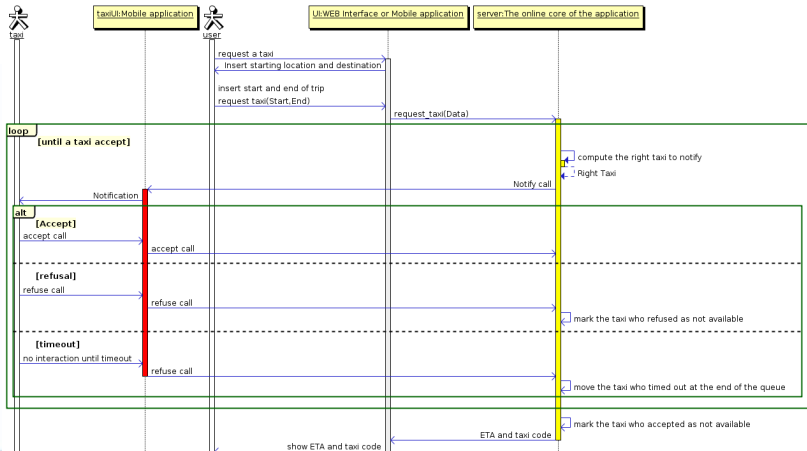 taxiUI:Mobile application
UI:WEB Interface or Mobile application
server:The online core of the application
taxi
user
request a taxi
Insert starting location and destination
insert start and end of trip
request taxi(Start,End)
request_taxi(Data)
loop
[until a taxi accept]
compute the right taxi to notify
Right Taxi
Notify call
Notification
alt
[Accept]
accept call
accept call
[refusal]
refuse call
refuse call
mark the taxi who refused as not available
[timeout]
no interaction until timeout
refuse call
move the taxi who timed out at the end of the queue
mark the taxi who accepted as not available
ETA and taxi code
show ETA and taxi code